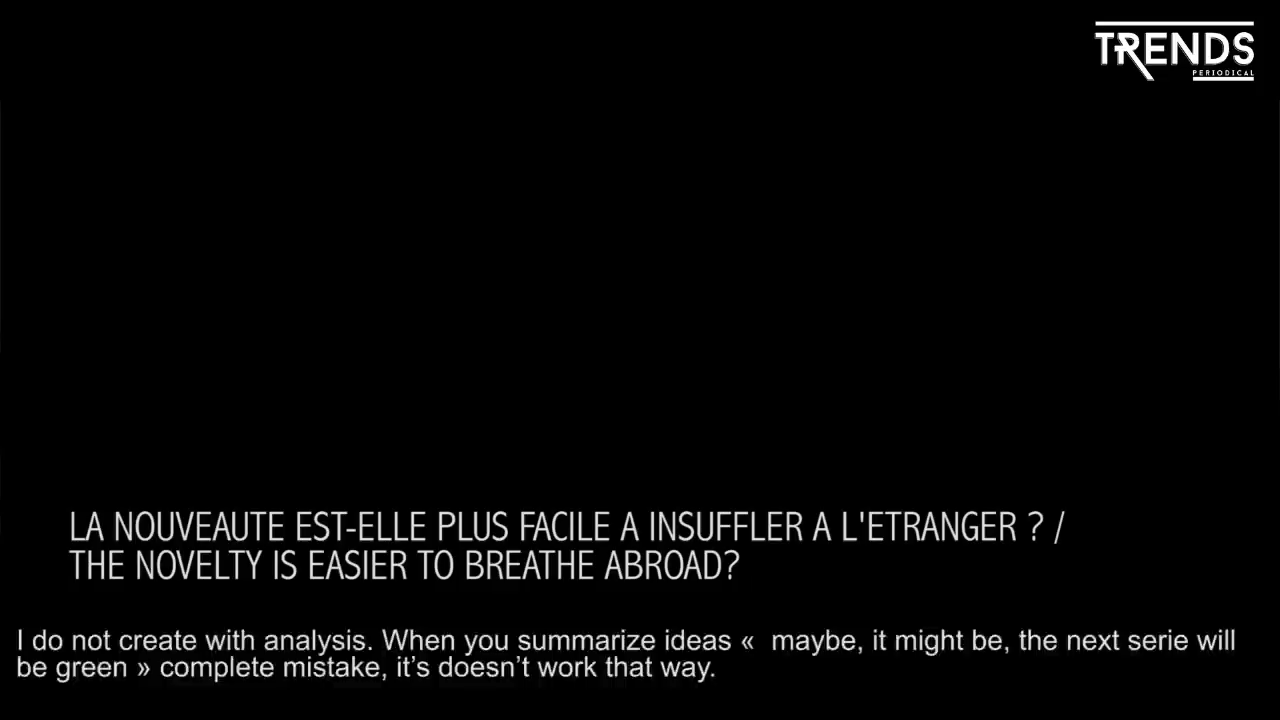 TRENDS
PERIODICAL
LA NOUVEAUTE EST-ELLE PLUS FACILE A INSUFFLER A L'ETRANGER ? /
THE NOVELTY IS EASIER TO BREATHE ABROAD?
I do not create with analysis. When you summarize ideas «  maybe, it might be, the next serie will
be green » complete mistake, it’s doesn’t work that way.